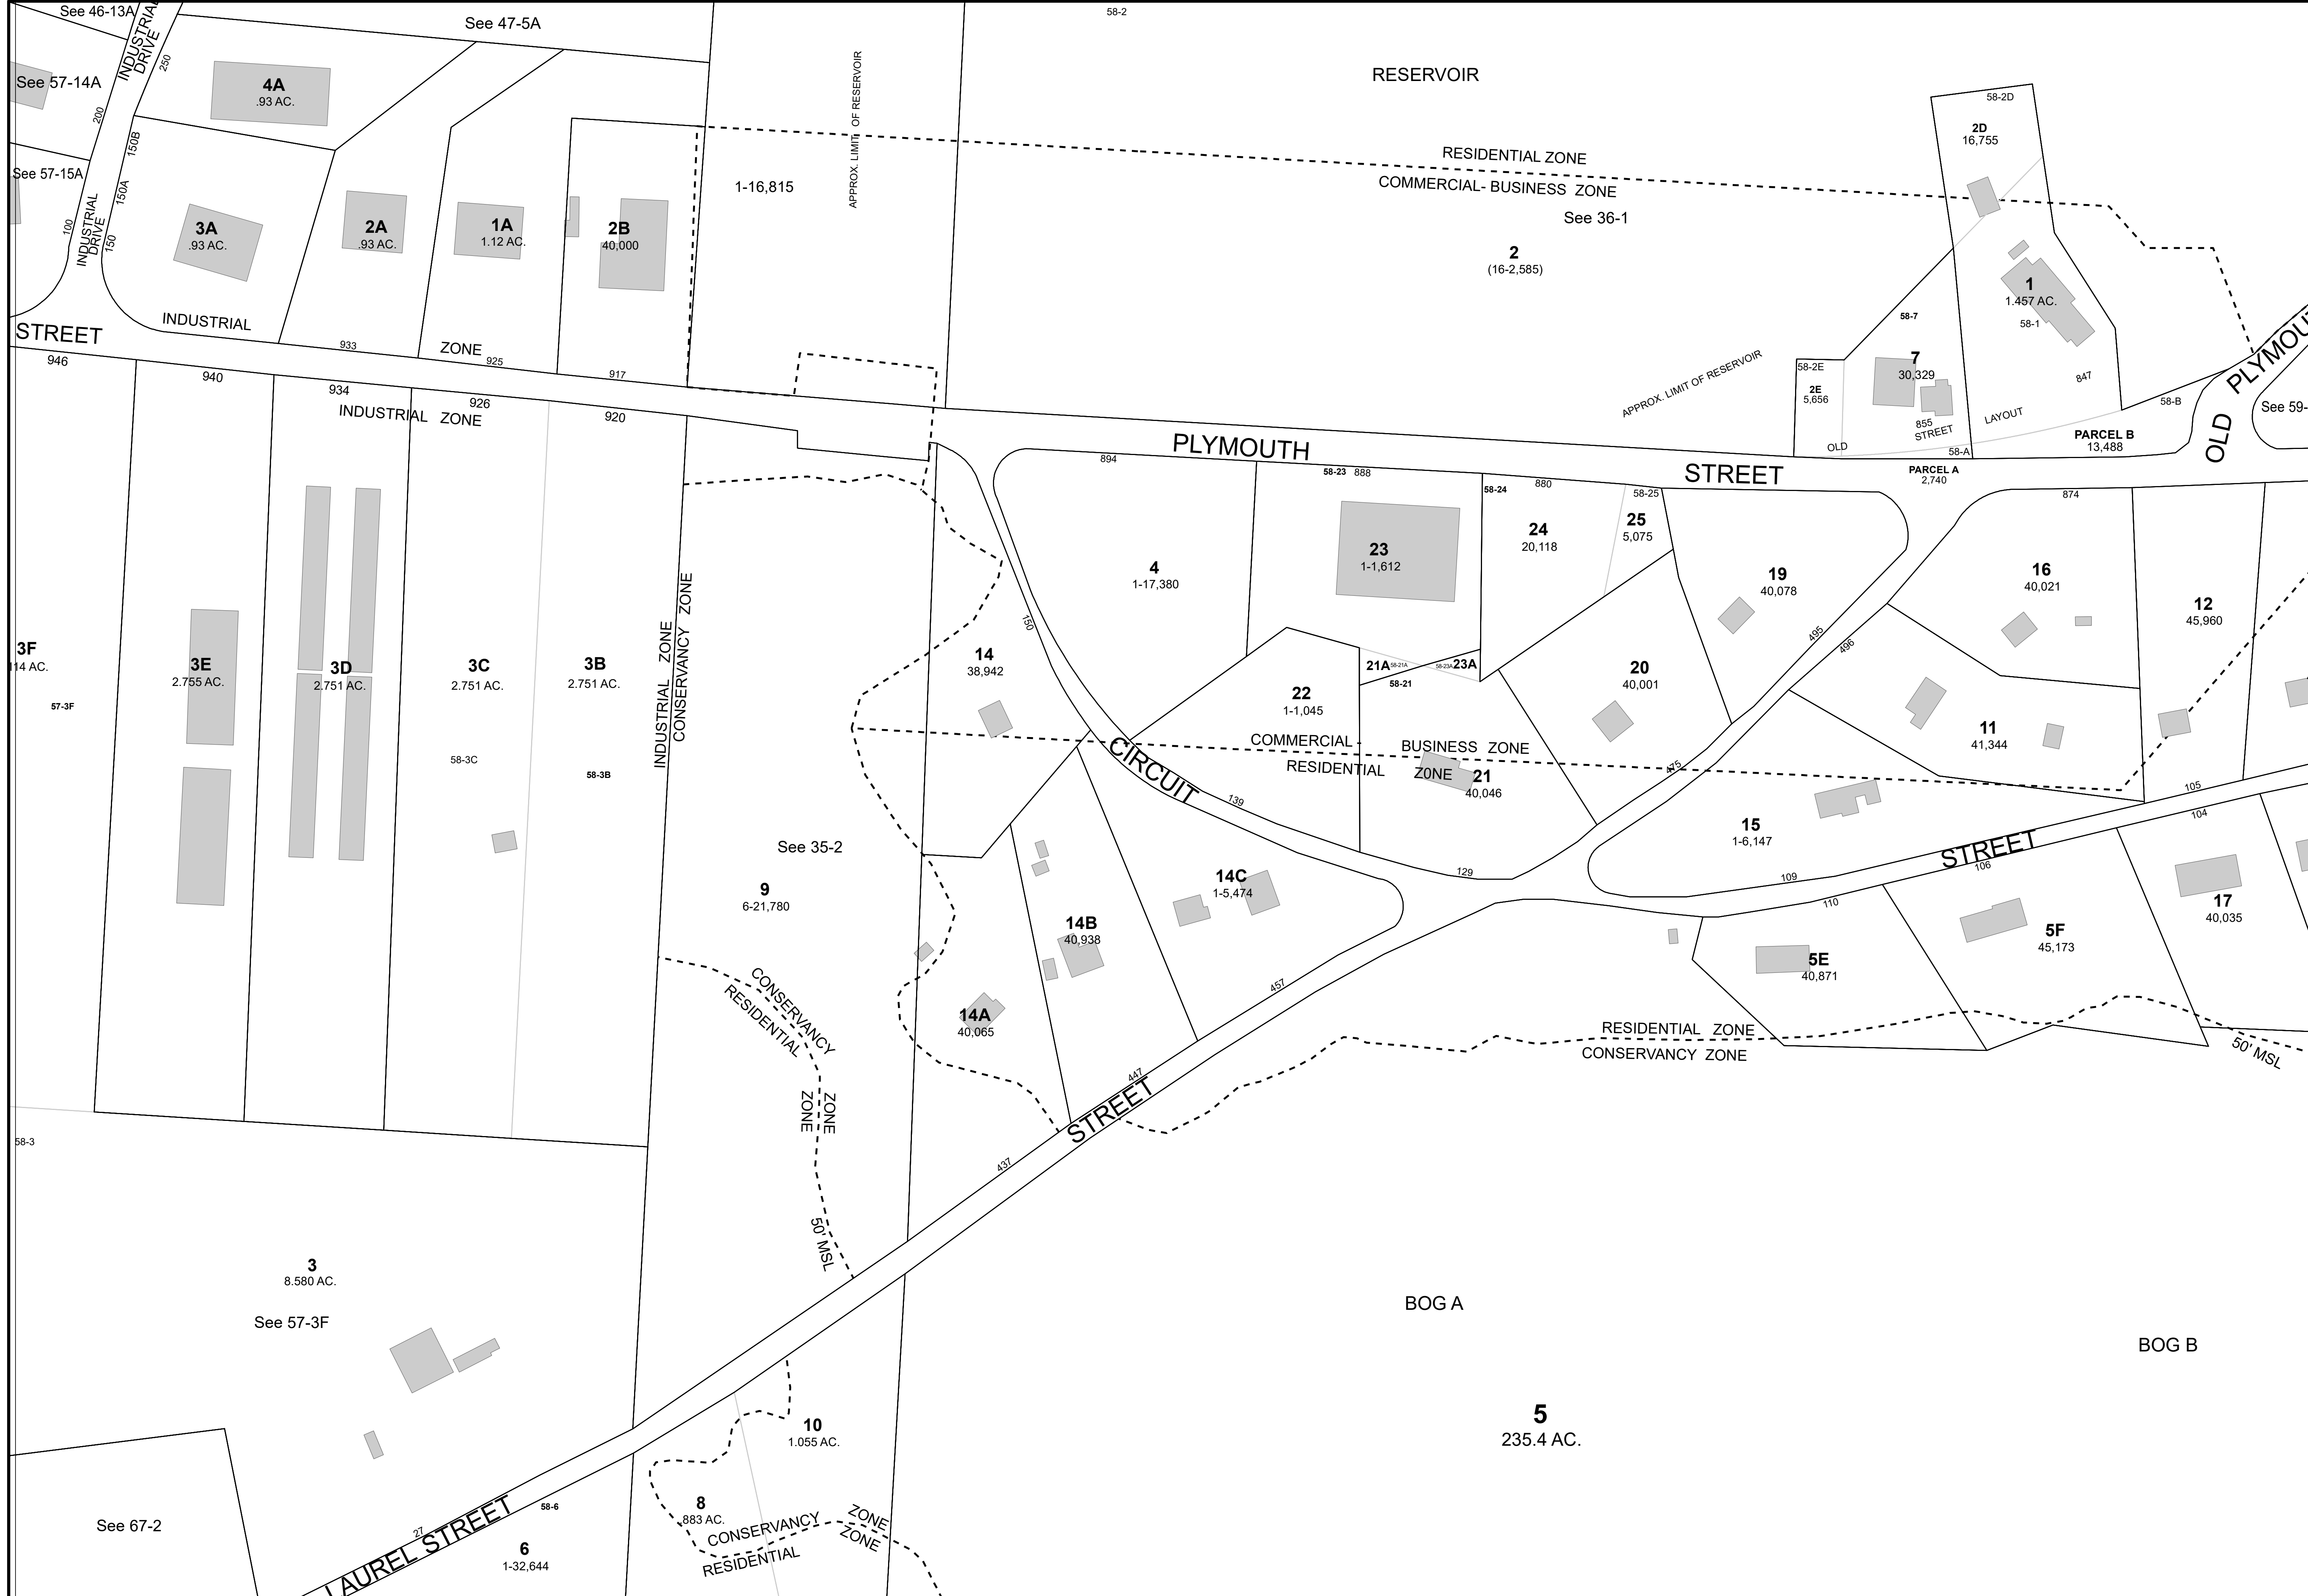 See 46-13A
INDUSTRIAL
DRIVE
250
See 47-5A
58-2
See 57-14A
4A
.93 AC.
200
150B
See 57-15A
150A
100
INDUSTRIAL
DRIVE
150
3A
.93 AC.
2A
.93 AC.
1A
1.12 AC.
2B
40,000
1-16,815
APPROX. LIMIT OF RESERVOIR
RESERVOIR
RESIDENTIAL ZONE
COMMERCIAL- BUSINESS ZONE
See 36-1
2
(16-2,585)
58-2D
2D
16,755
1
1.457 AC.
58-1
58-7
7
30,329
58-2E
2E
5,656
855
847
OLD
STREET
LAYOUT
APPROX. LIMIT OF RESERVOIR
58-A
58-B
PARCEL B
13,488
PARCEL A
2,740
OLD
See 59-
STREET
INDUSTRIAL
ZONE
933
925
917
946
940
934
926
920
INDUSTRIAL ZONE
PLYMOUTH
STREET
894
58-23 888
58-24
880
58-25
874
4
1-17,380
23
1-1,612
24
20,118
25
5,075
19
40,078
16
40,021
12
45,960
495
496
150
14
38,942
22
1-1,045
21A
58-21A
58-23A
23A
58-21
20
40,001
11
41,344
COMMERCIAL - BUSINESS ZONE
RESIDENTIAL ZONE
21
40,046
475
CIRCUIT
139
129
15
1-6,147
109
STREET
105
104
106
110
3F
114 AC.
57-3F
3E
2.755 AC.
3D
2.751 AC.
3C
2.751 AC.
58-3C
3B
2.751 AC.
58-3B
INDUSTRIAL ZONE
CONSERVANCY ZONE
See 35-2
9
6-21,780
14C
1-5,474
14B
40,938
14A
40,065
457
447
STREET
437
5E
40,871
5F
45,173
17
40,035
RESIDENTIAL ZONE
CONSERVANCY ZONE
50' MSL
CONSERVANCY
RESIDENTIAL
ZONE
ZONE
50' MSL
58-3
3
8.580 AC.
See 57-3F
BOG A
BOG B
5
235.4 AC.
10
1.055 AC.
8
.883 AC.
CONSERVANCY ZONE
RESIDENTIAL ZONE
See 67-2
27
LAUREL STREET
58-6
6
1-32,644